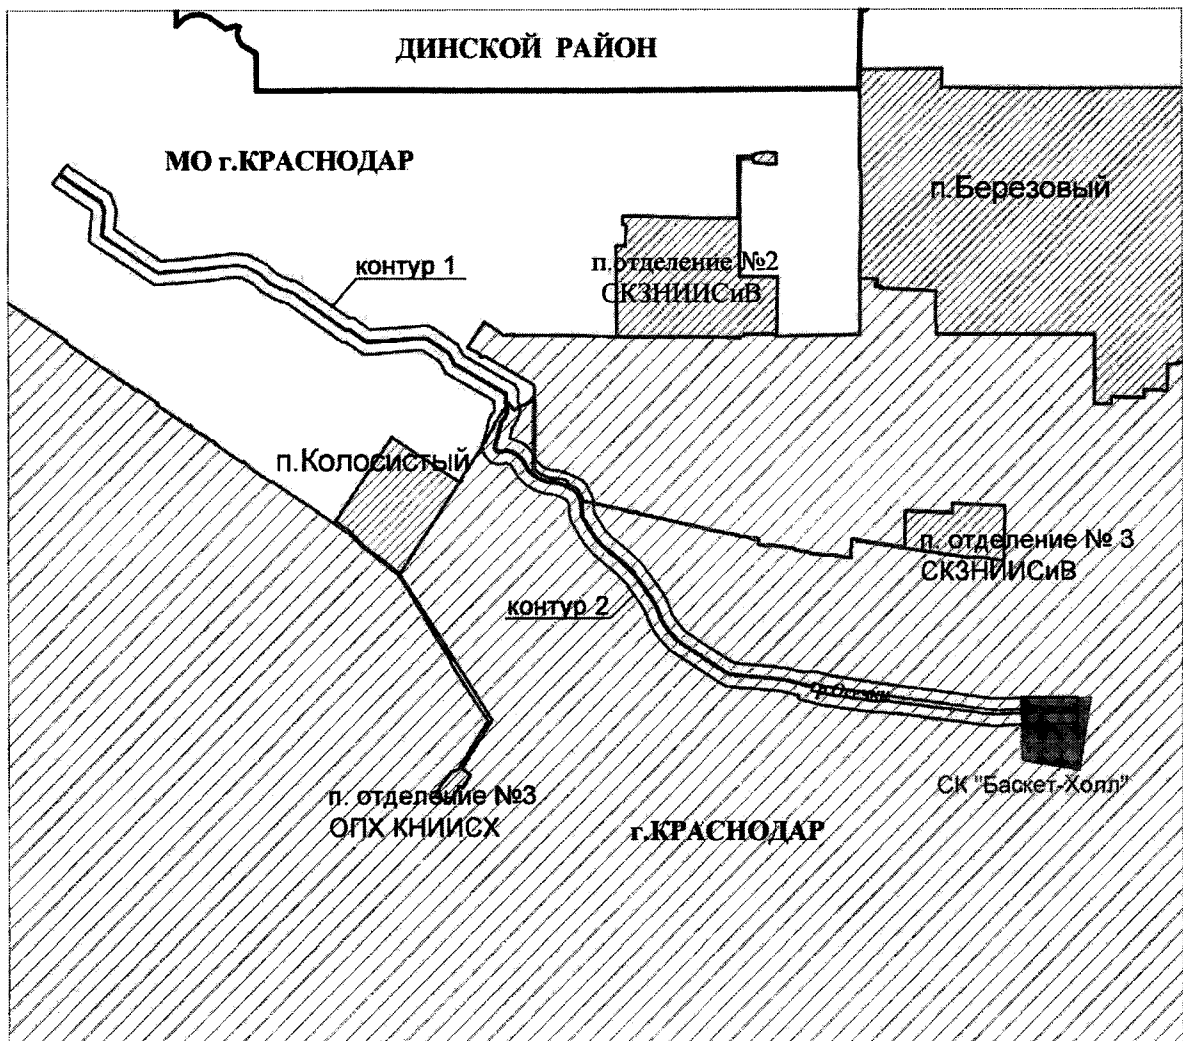 ДИНСКОЙ РАЙОН
МО г.КРАСНОДАР
п.Березовый
контур 1
п.отделение №2
СКЗНИИСиВ
п.Колосистый
п. отделение № 3
СКЗНИИСиВ
контур 2
СК "Баскет-Холл"
п. отделение №3
ОПХ КНИИСХ
г.КРАСНОДАР